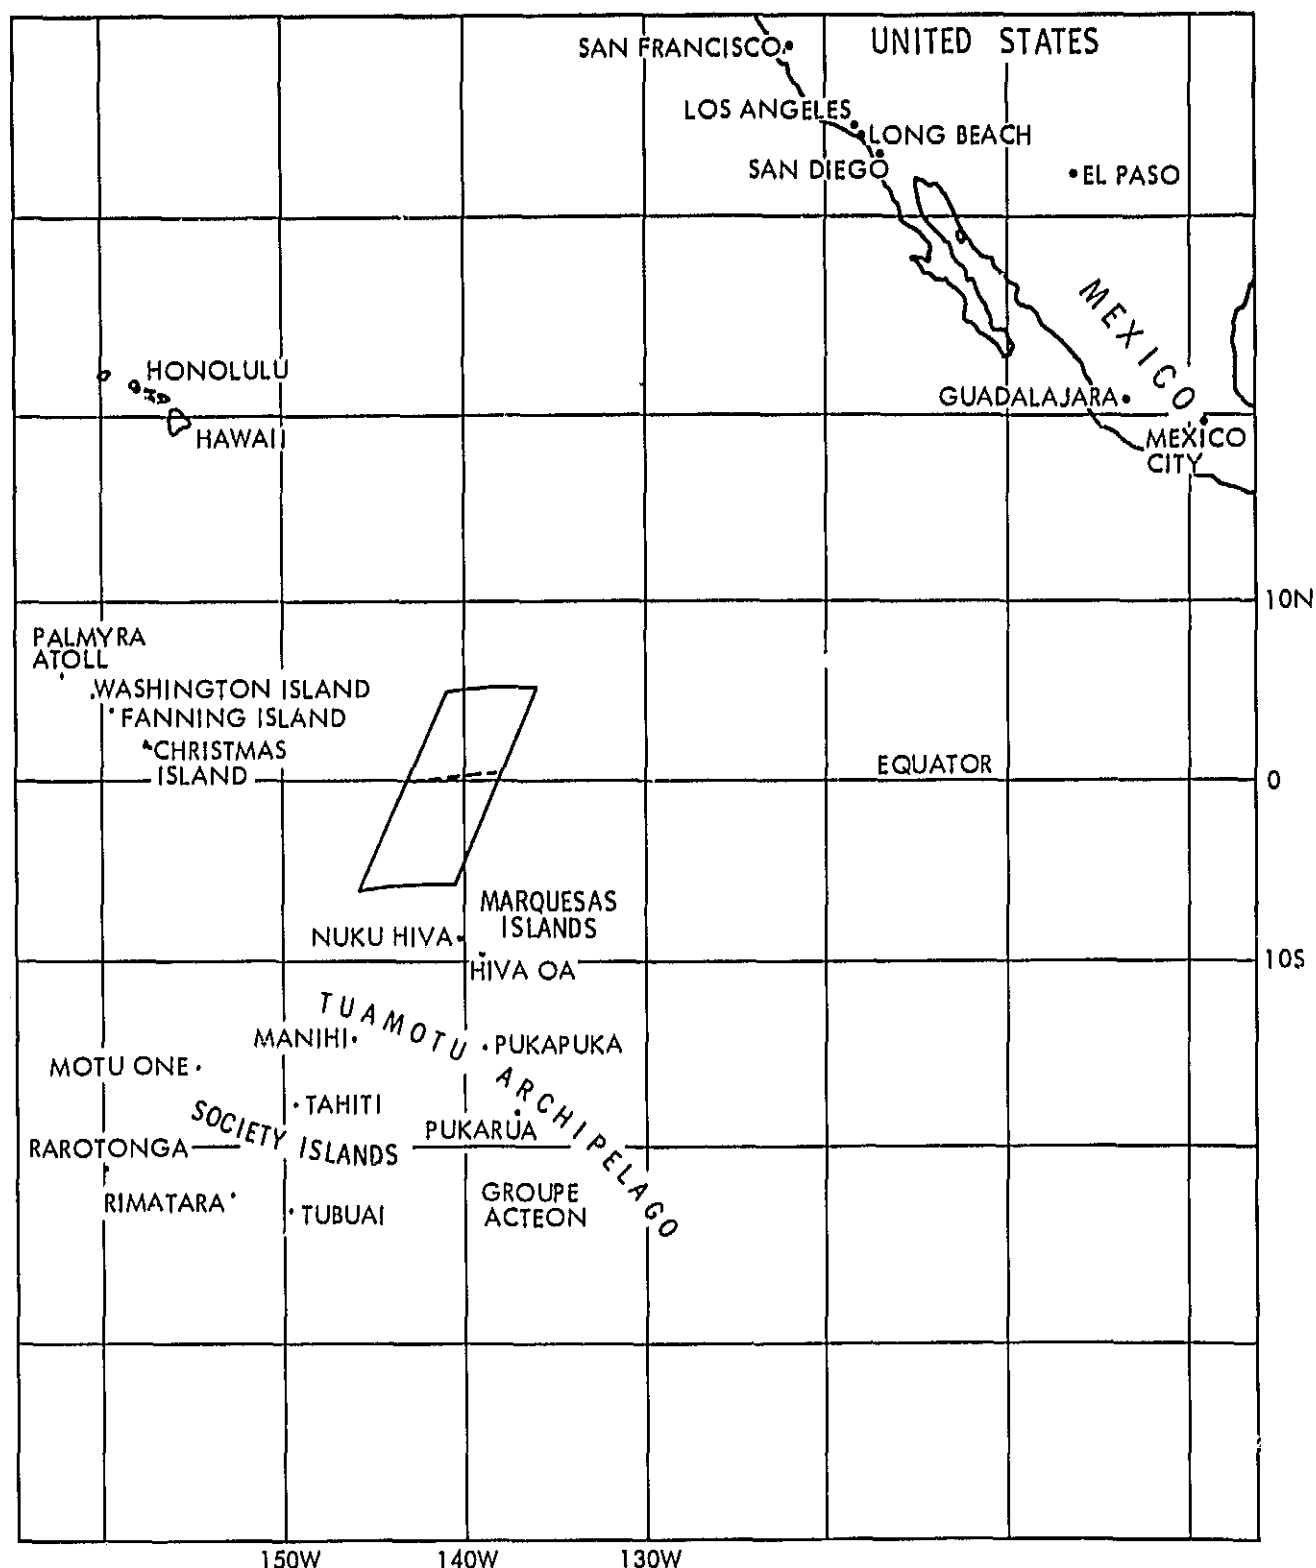 SAN FRANCISCO
UNITED STATES
LOS ANGELES
LONG BEACH
SAN DIEGO
EL PASO
MEXICO
HONOLULU
GUADALAJARA
HAWAII
MEXICO
CITY
10N
PALMYRA
ATOLL
WASHINGTON ISLAND
FANNING ISLAND
CHRISTMAS
ISLAND
EQUATOR
0
MARQUESAS
ISLANDS
NUKU HIVA
10S
HIVA OA
TUAMOTU ARCHIPELAGO
MANIHI
PUKAPUKA
MOTU ONE
TAHITI
SOCIETY ISLANDS
PUKARUA
RAROTONGA
RIMATARA
TUBUAI
GROUPE
ACTEON
150W
140W
130W